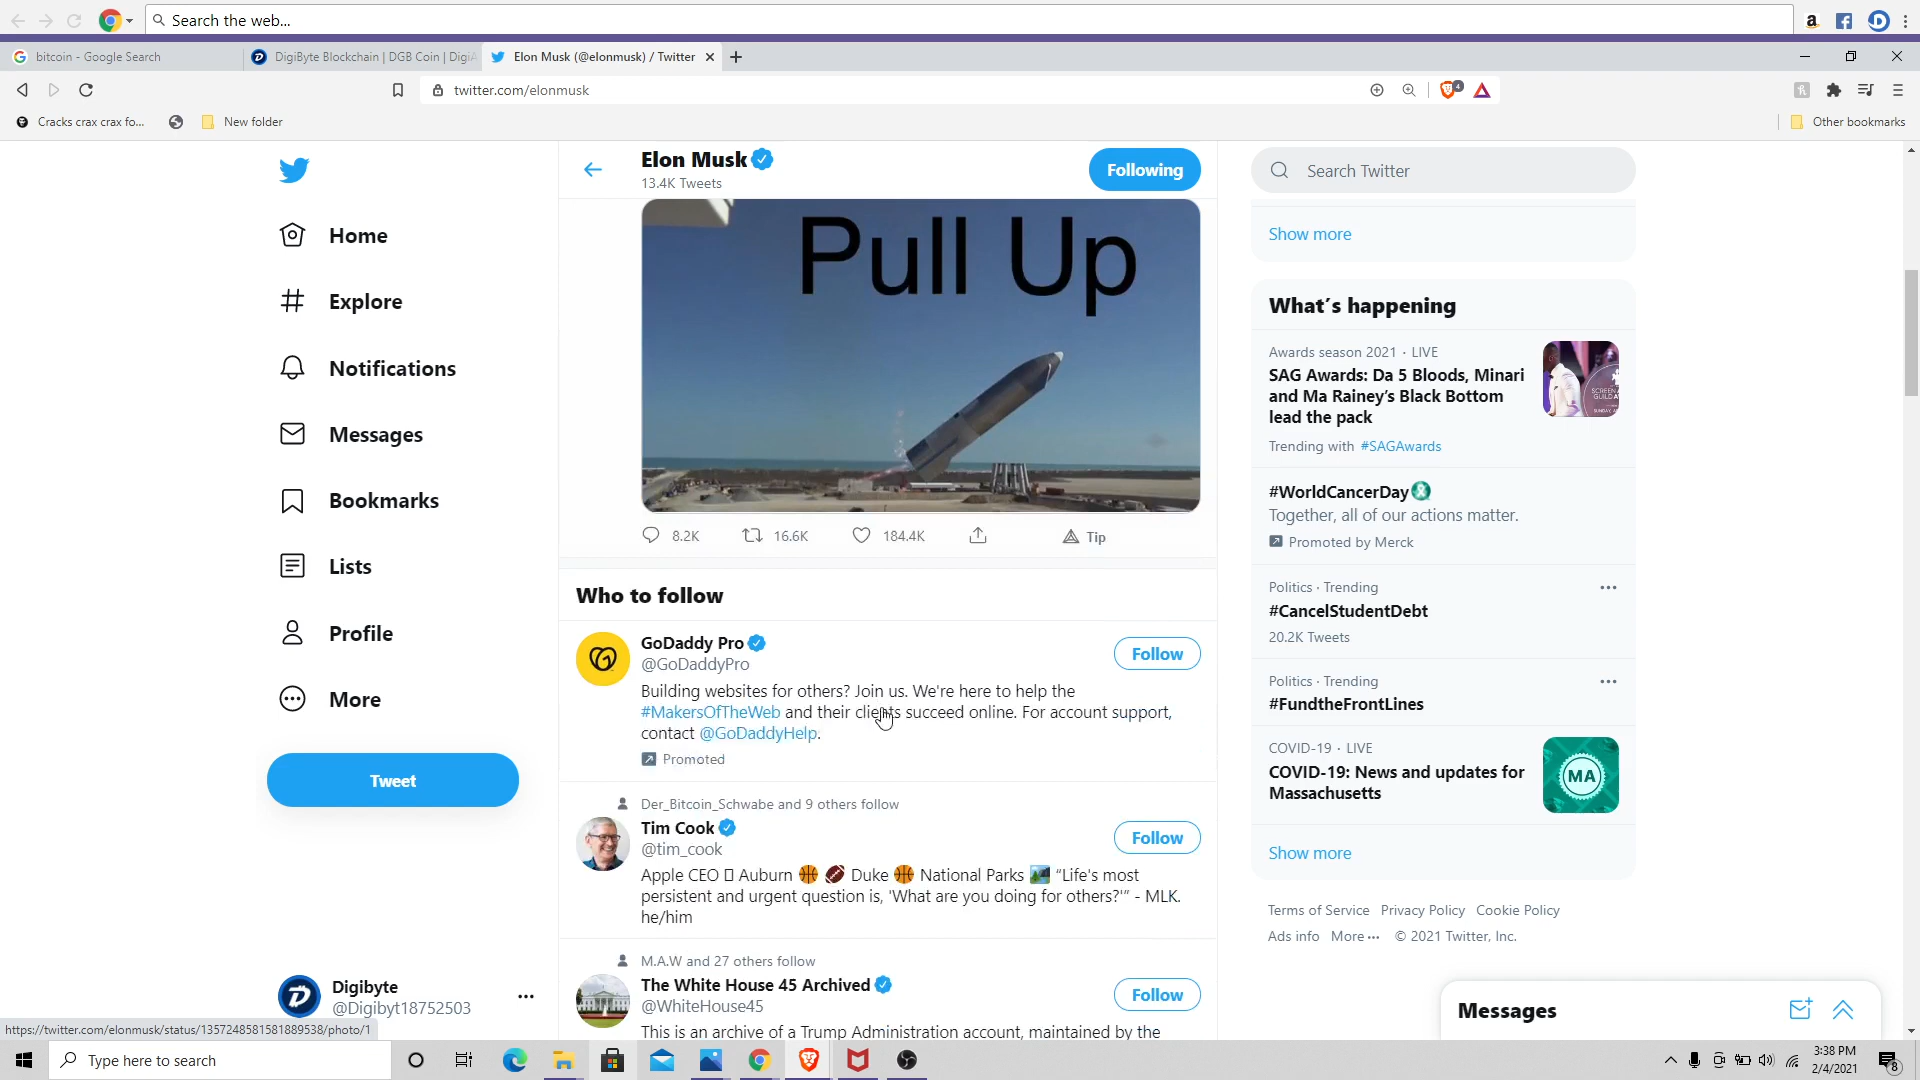 Search the web...
bitcoin - Google Search
DigiByte Blockchain | DGB Coin | DigiA
Elon Musk (@elonmusk) / Twitter
twitter.com/elonmusk
4
Cracks crax crax fo...
New folder
Other bookmarks
Home
Explore
Notifications
Messages
Bookmarks
Lists
Profile
More
Tweet
Digibyte
@Digibyt18752503
https://twitter.com/elonmusk/status/1357248581581889538/photo/1
Elon Musk
13.4K Tweets
Following
Pull Up
8.2K
16.6K
184.4K
Tip
Who to follow
GoDaddy Pro
@GoDaddyPro
Follow
Building websites for others? Join us. We're here to help the
#MakersOfTheWeb and their clients succeed online. For account support,
contact @GoDaddyHelp.
Promoted
Der_Bitcoin_Schwabe and 9 others follow
Tim Cook
@tim_cook
Follow
Apple CEO  Auburn 🏀 🏈 Duke 🏀 National Parks 🏞️ “Life's most
persistent and urgent question is, 'What are you doing for others?'” - MLK.
he/him
M.A.W and 27 others follow
The White House 45 Archived
@WhiteHouse45
Follow
This is an archive of a Trump Administration account, maintained by the
Search Twitter
Show more
What’s happening
Awards season 2021 · LIVE
SAG Awards: Da 5 Bloods, Minari
and Ma Rainey’s Black Bottom
lead the pack
Trending with #SAGAwards
#WorldCancerDay
Together, all of our actions matter.
Promoted by Merck
Politics · Trending
#CancelStudentDebt
20.2K Tweets
Politics · Trending
#FundtheFrontLines
COVID-19 · LIVE
COVID-19: News and updates for
Massachusetts
MA
Show more
Terms of Service Privacy Policy Cookie Policy
Ads info More ··· © 2021 Twitter, Inc.
Messages
Type here to search
3:38 PM
2/4/2021
8